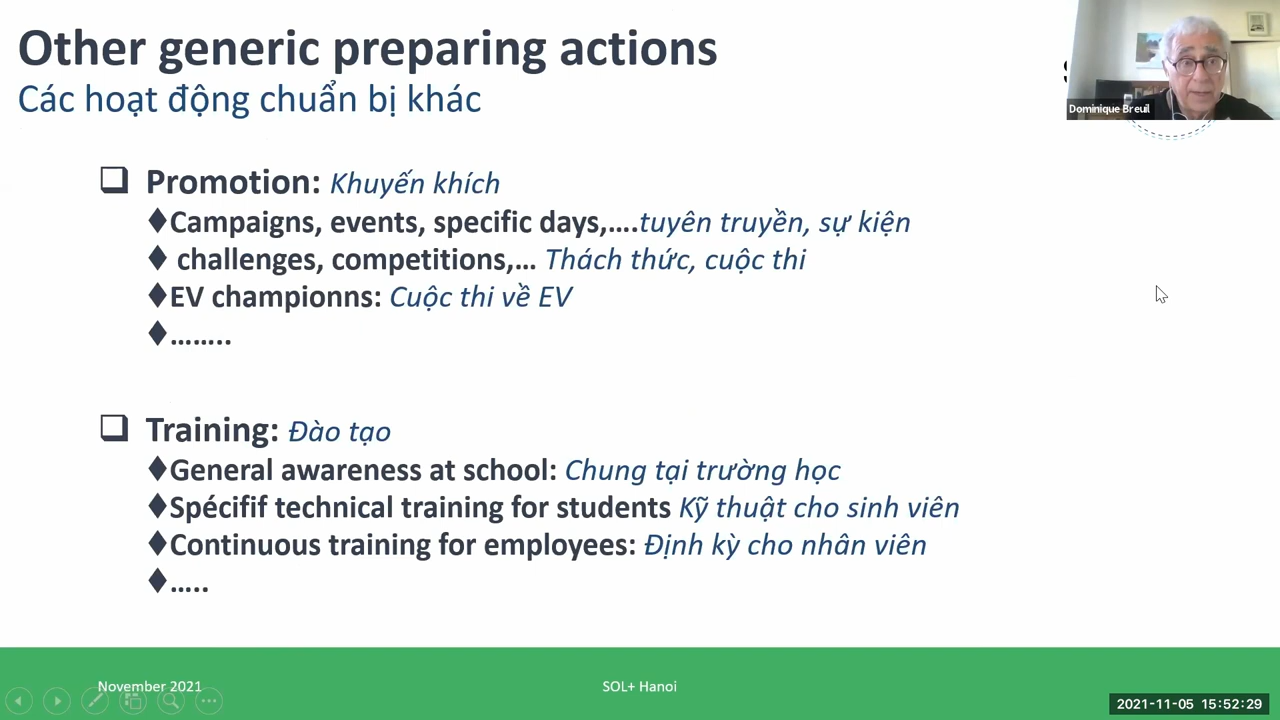 Other generic preparing actions
Các hoạt động chuẩn bị khác
Dominique Breuil
Promotion: Khuyến khích
Campaigns, events, specific days,….tuyên truyền, sự kiện
challenges, competitions,… Thách thức, cuộc thi
EV championns: Cuộc thi về EV
……..
Training: Đào tạo
General awareness at school: Chung tại trường học
Spécifif technical training for students Kỹ thuật cho sinh viên
Continuous training for employees: Định kỳ cho nhân viên
…..
November 2021
SOL+ Hanoi
2021-11-05 15:52:29